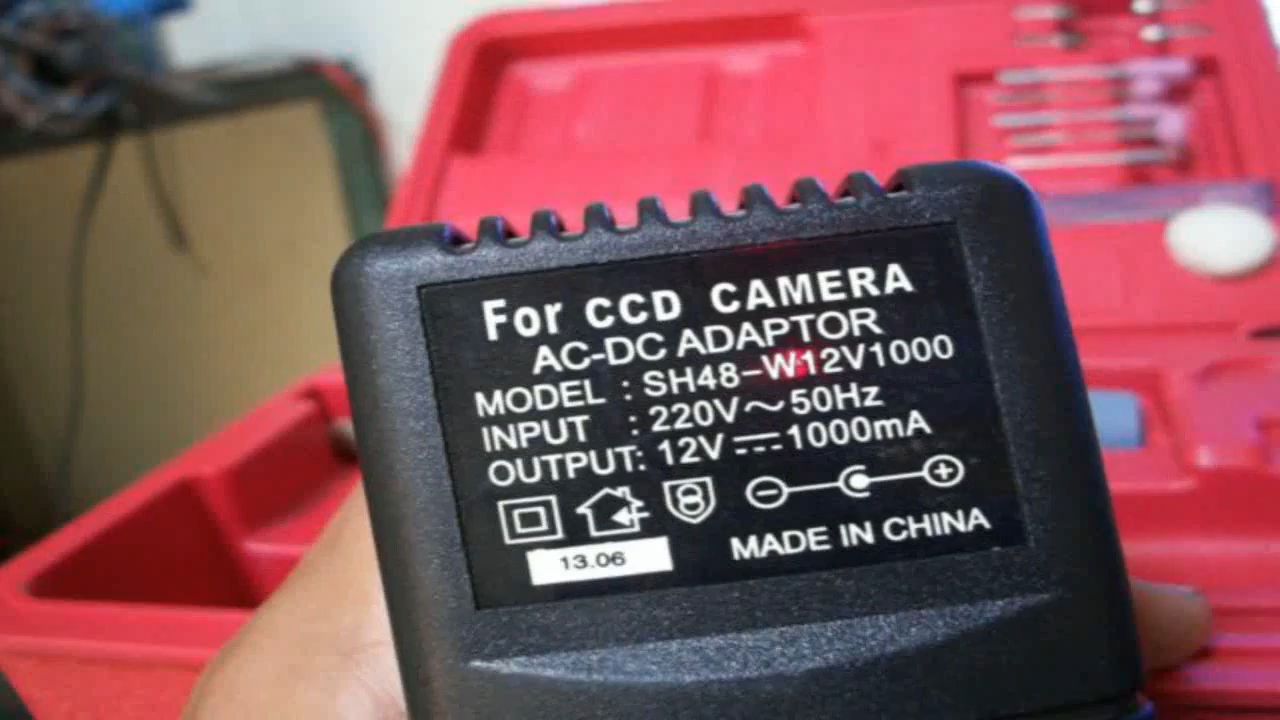 For CCD CAMERA
AC-DC ADAPTOR
MODEL : SH48-W12V1000
INPUT : 220V～50Hz
OUTPUT: 12V ⎓ 1000mA
13.06
MADE IN CHINA